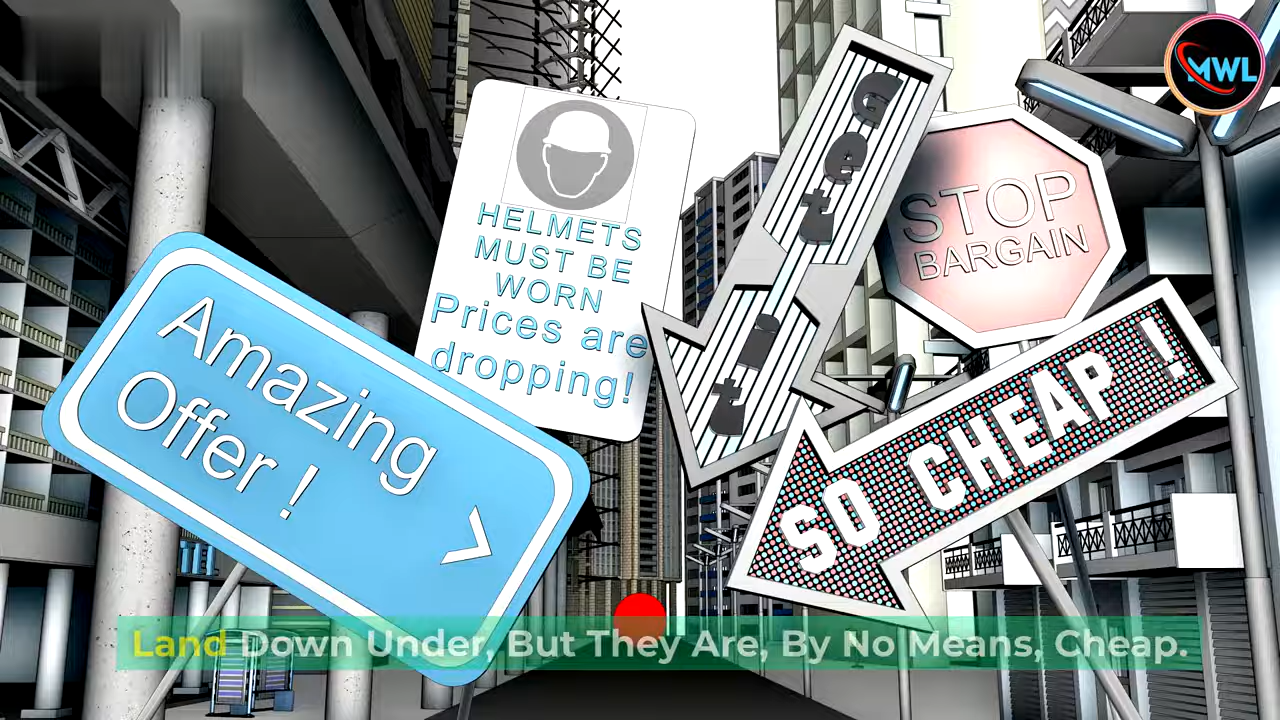 MWL
Get
it
STOP
BARGAIN
HELMETS
MUST BE
WORN
Prices are
dropping!
Amazing
Offer !
>
SO CHEAP !
Land Down Under, But They Are, By No Means, Cheap.